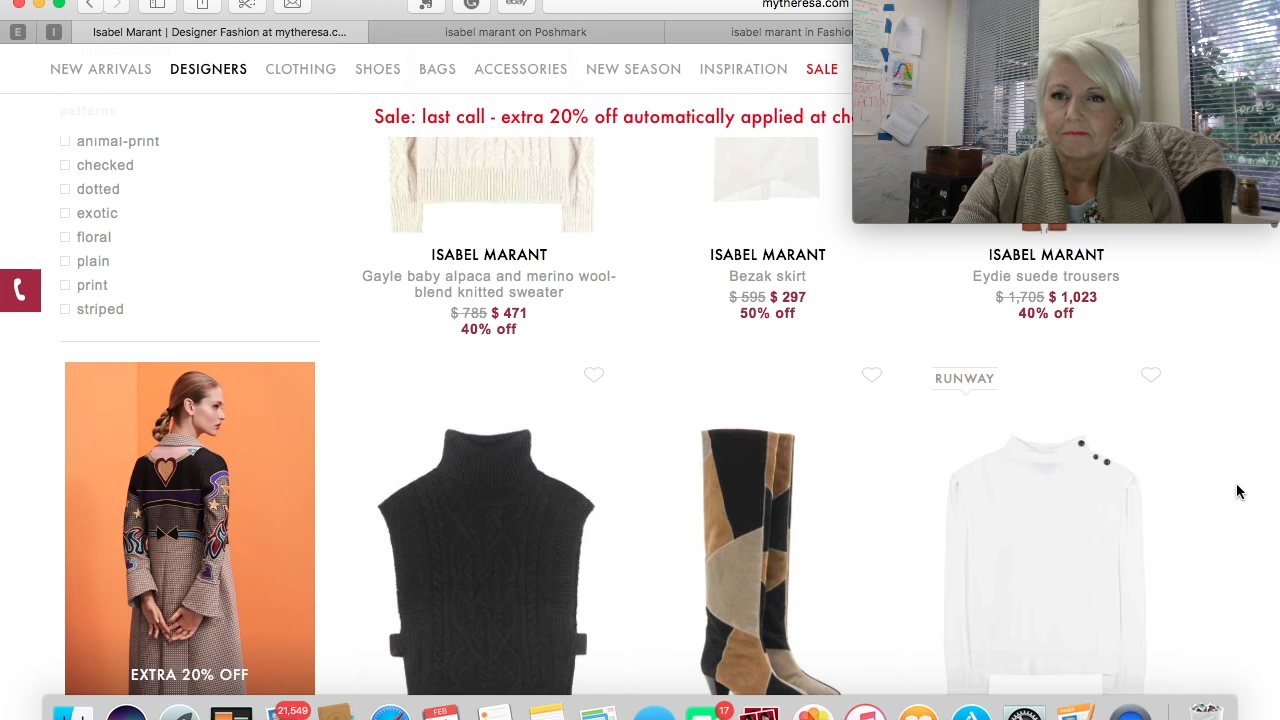 mytheresa.com
E
I
Isabel Marant | Designer Fashion at mytheresa.c...
isabel marant on Poshmark
isabel marant in Fashio
NEW ARRIVALS DESIGNERS CLOTHING SHOES BAGS ACCESSORIES NEW SEASON INSPIRATION SALE
patterns
Sale: last call - extra 20% off automatically applied at ch
animal-print
checked
dotted
exotic
floral
plain
print
striped
ISABEL MARANT
Gayle baby alpaca and merino wool-
blend knitted sweater
$ 785 $ 471
40% off
ISABEL MARANT
Bezak skirt
$ 595 $ 297
50% off
ISABEL MARANT
Eydie suede trousers
$ 1,705 $ 1,023
40% off
RUNWAY
EXTRA 20% OFF
21,549
FEB
17